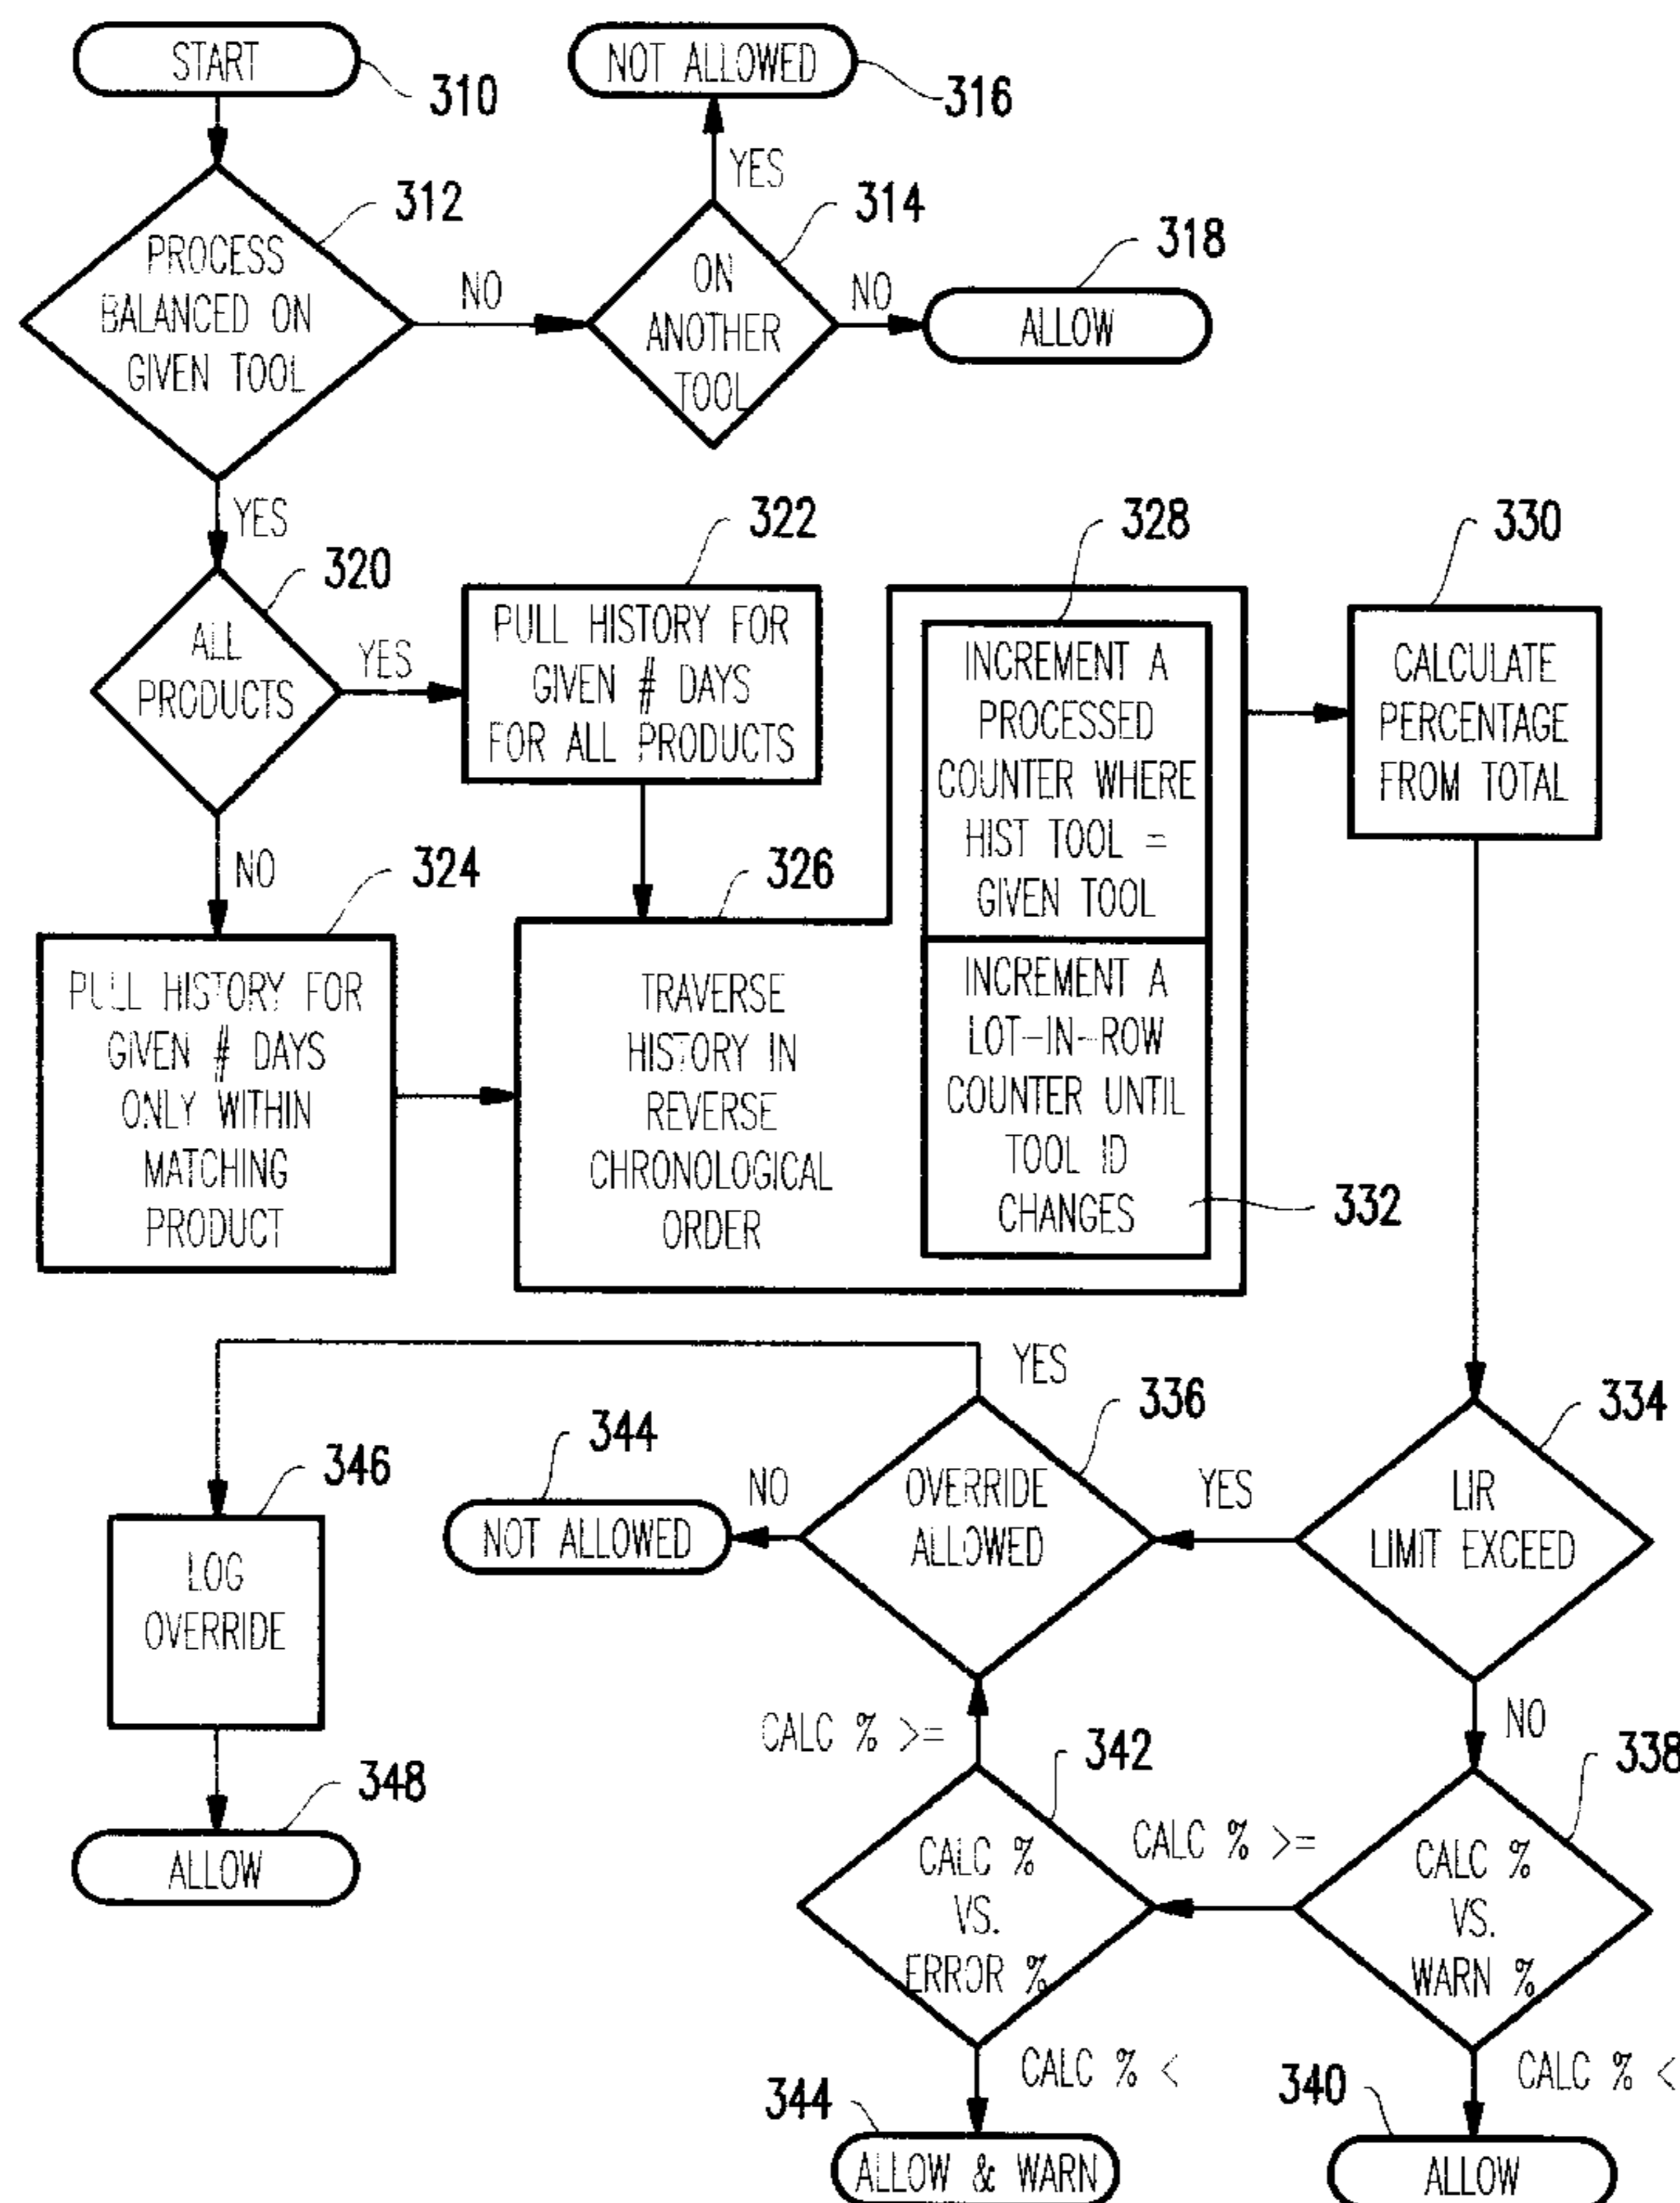 START
310
NOT ALLOWED
316
YES
312
PROCESS
BALANCED ON
GIVEN TOOL
NO
314
ON
ANOTHER
TOOL
NO
318
ALLOW
YES
320
ALL
PRODUCTS
YES
322
PULL HISTORY FOR
GIVEN # DAYS
FOR ALL PRODUCTS
328
INCREMENT A
PROCESSED
COUNTER WHERE
HIST TOOL =
GIVEN TOOL
330
CALCULATE
PERCENTAGE
FROM TOTAL
NO
324
PULL HISTORY FOR
GIVEN # DAYS
ONLY WITHIN
MATCHING
PRODUCT
326
TRAVERSE
HISTORY IN
REVERSE
CHRONOLOGICAL
ORDER
INCREMENT A
LOT-IN-ROW
COUNTER UNTIL
TOOL ID
CHANGES
332
YES
336
OVERRIDE
ALLOWED
334
LIR
LIMIT EXCEED
YES
NO
344
NOT ALLOWED
346
LOG
OVERRIDE
348
ALLOW
CALC % >=
342
CALC %
VS.
ERROR %
NO
338
CALC % >=
CALC %
VS.
WARN %
CALC % <
344
ALLOW & WARN
CALC % <
340
ALLOW